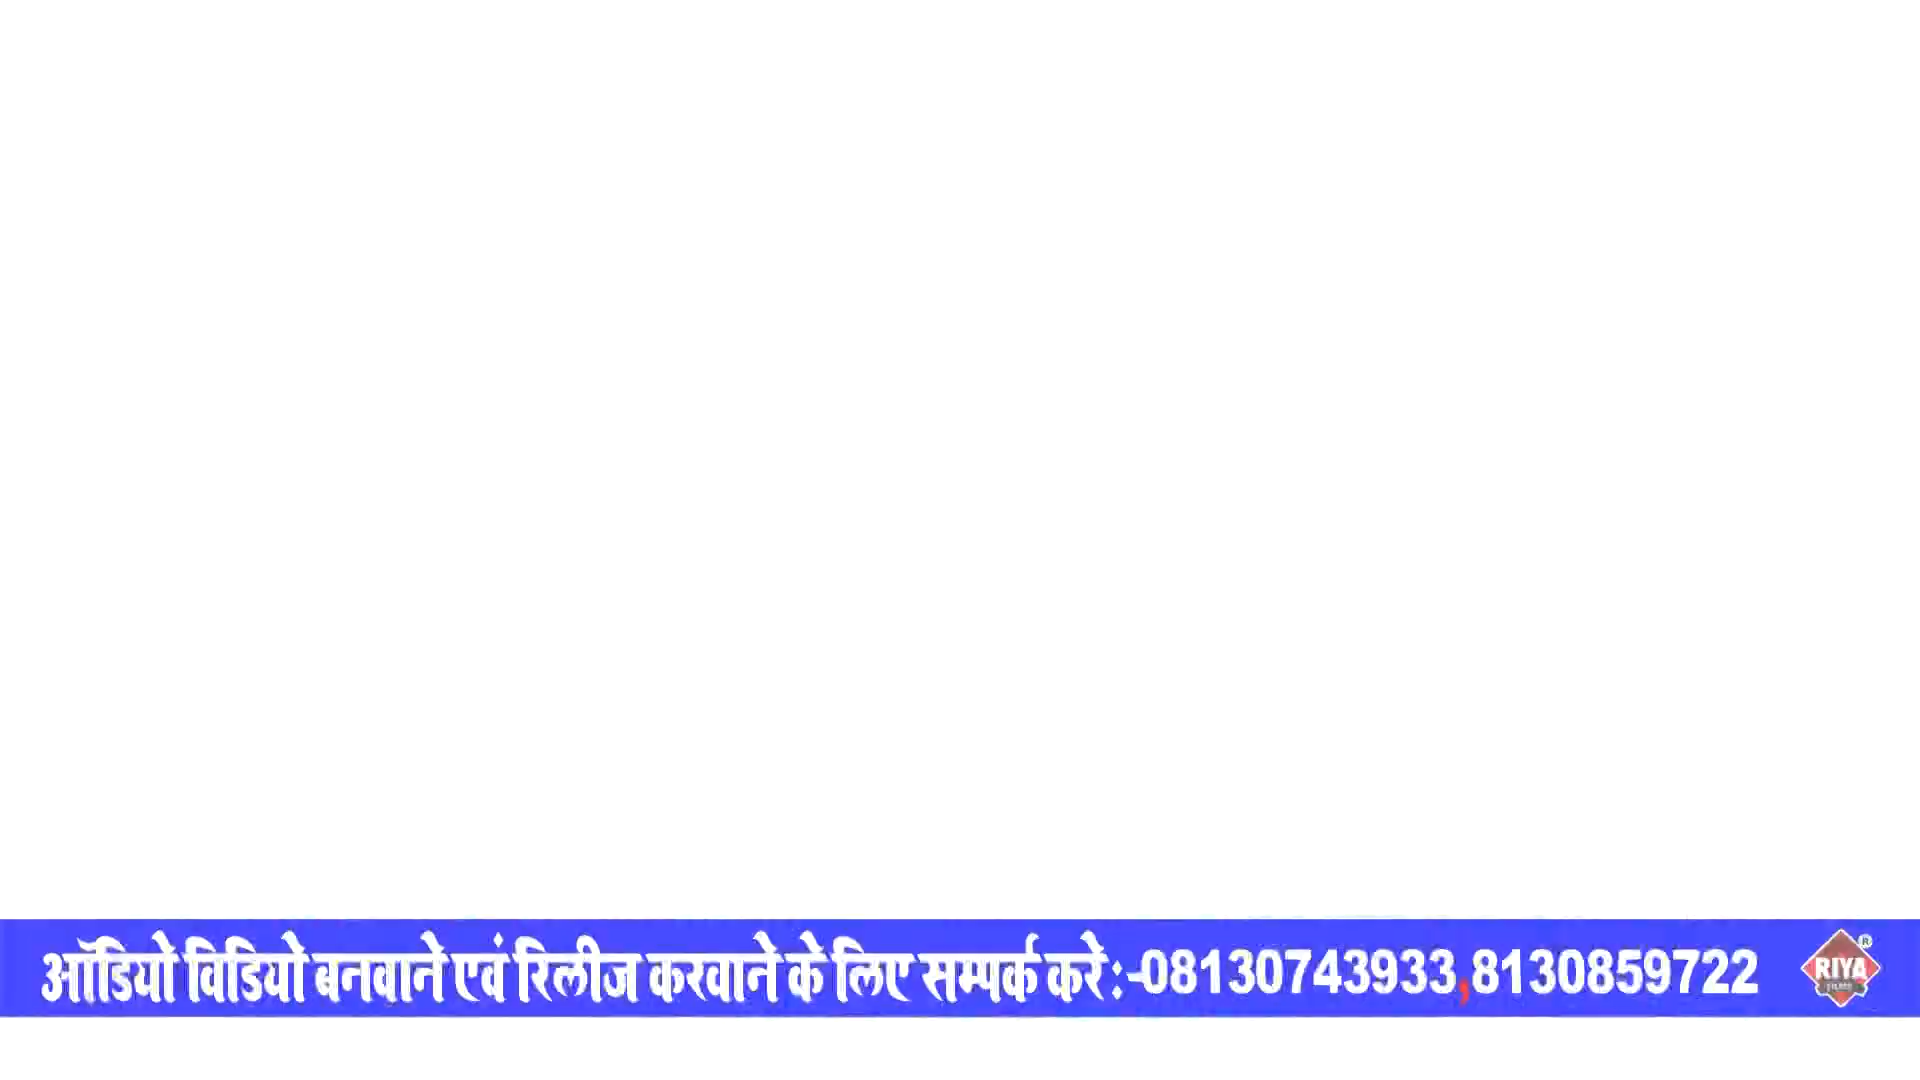 ऑडियो विडियो बनवाने एवं रिलीज करवाने के लिए सम्पर्क करें :-08130743933,8130859722
RIYA ®